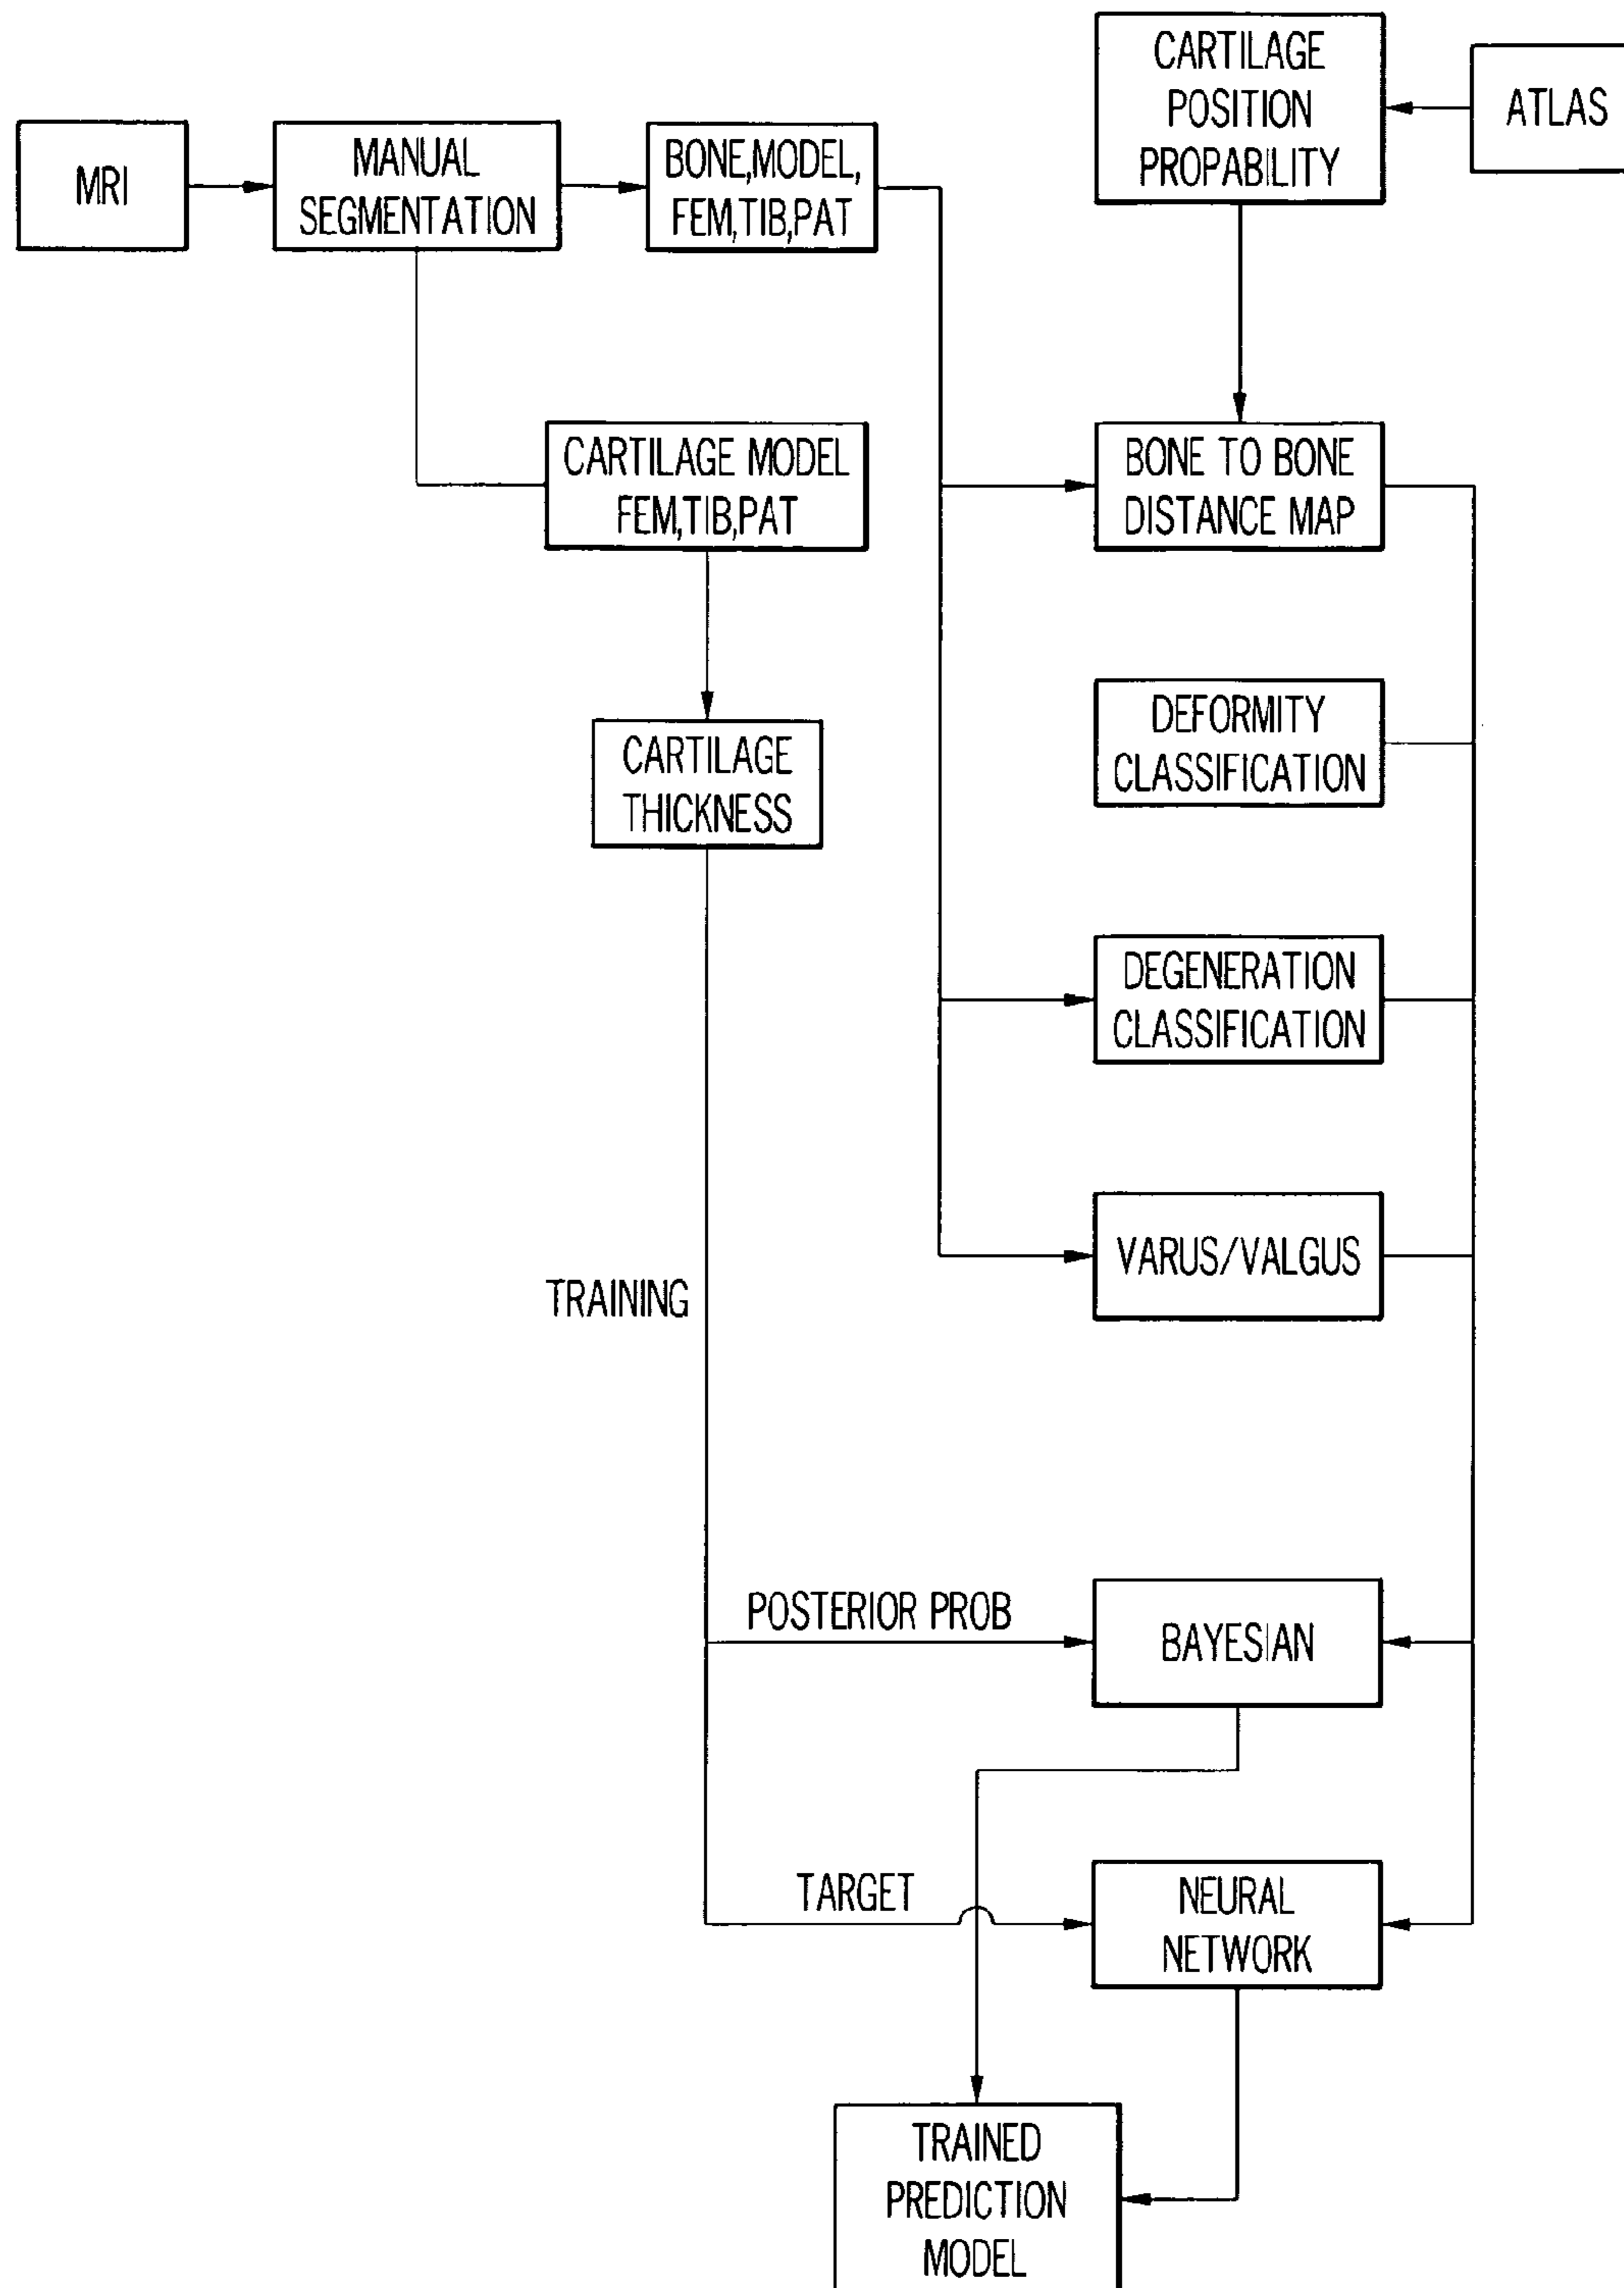 MRI
MANUAL
SEGMENTATION
BONE,MODEL,
FEM,TIB,PAT
CARTILAGE
POSITION
PROPABILITY
ATLAS
CARTILAGE MODEL
FEM,TIB,PAT
BONE TO BONE
DISTANCE MAP
CARTILAGE
THICKNESS
DEFORMITY
CLASSIFICATION
DEGENERATION
CLASSIFICATION
VARUS/VALGUS
TRAINING
POSTERIOR PROB
BAYESIAN
TARGET
NEURAL
NETWORK
TRAINED
PREDICTION
MODEL